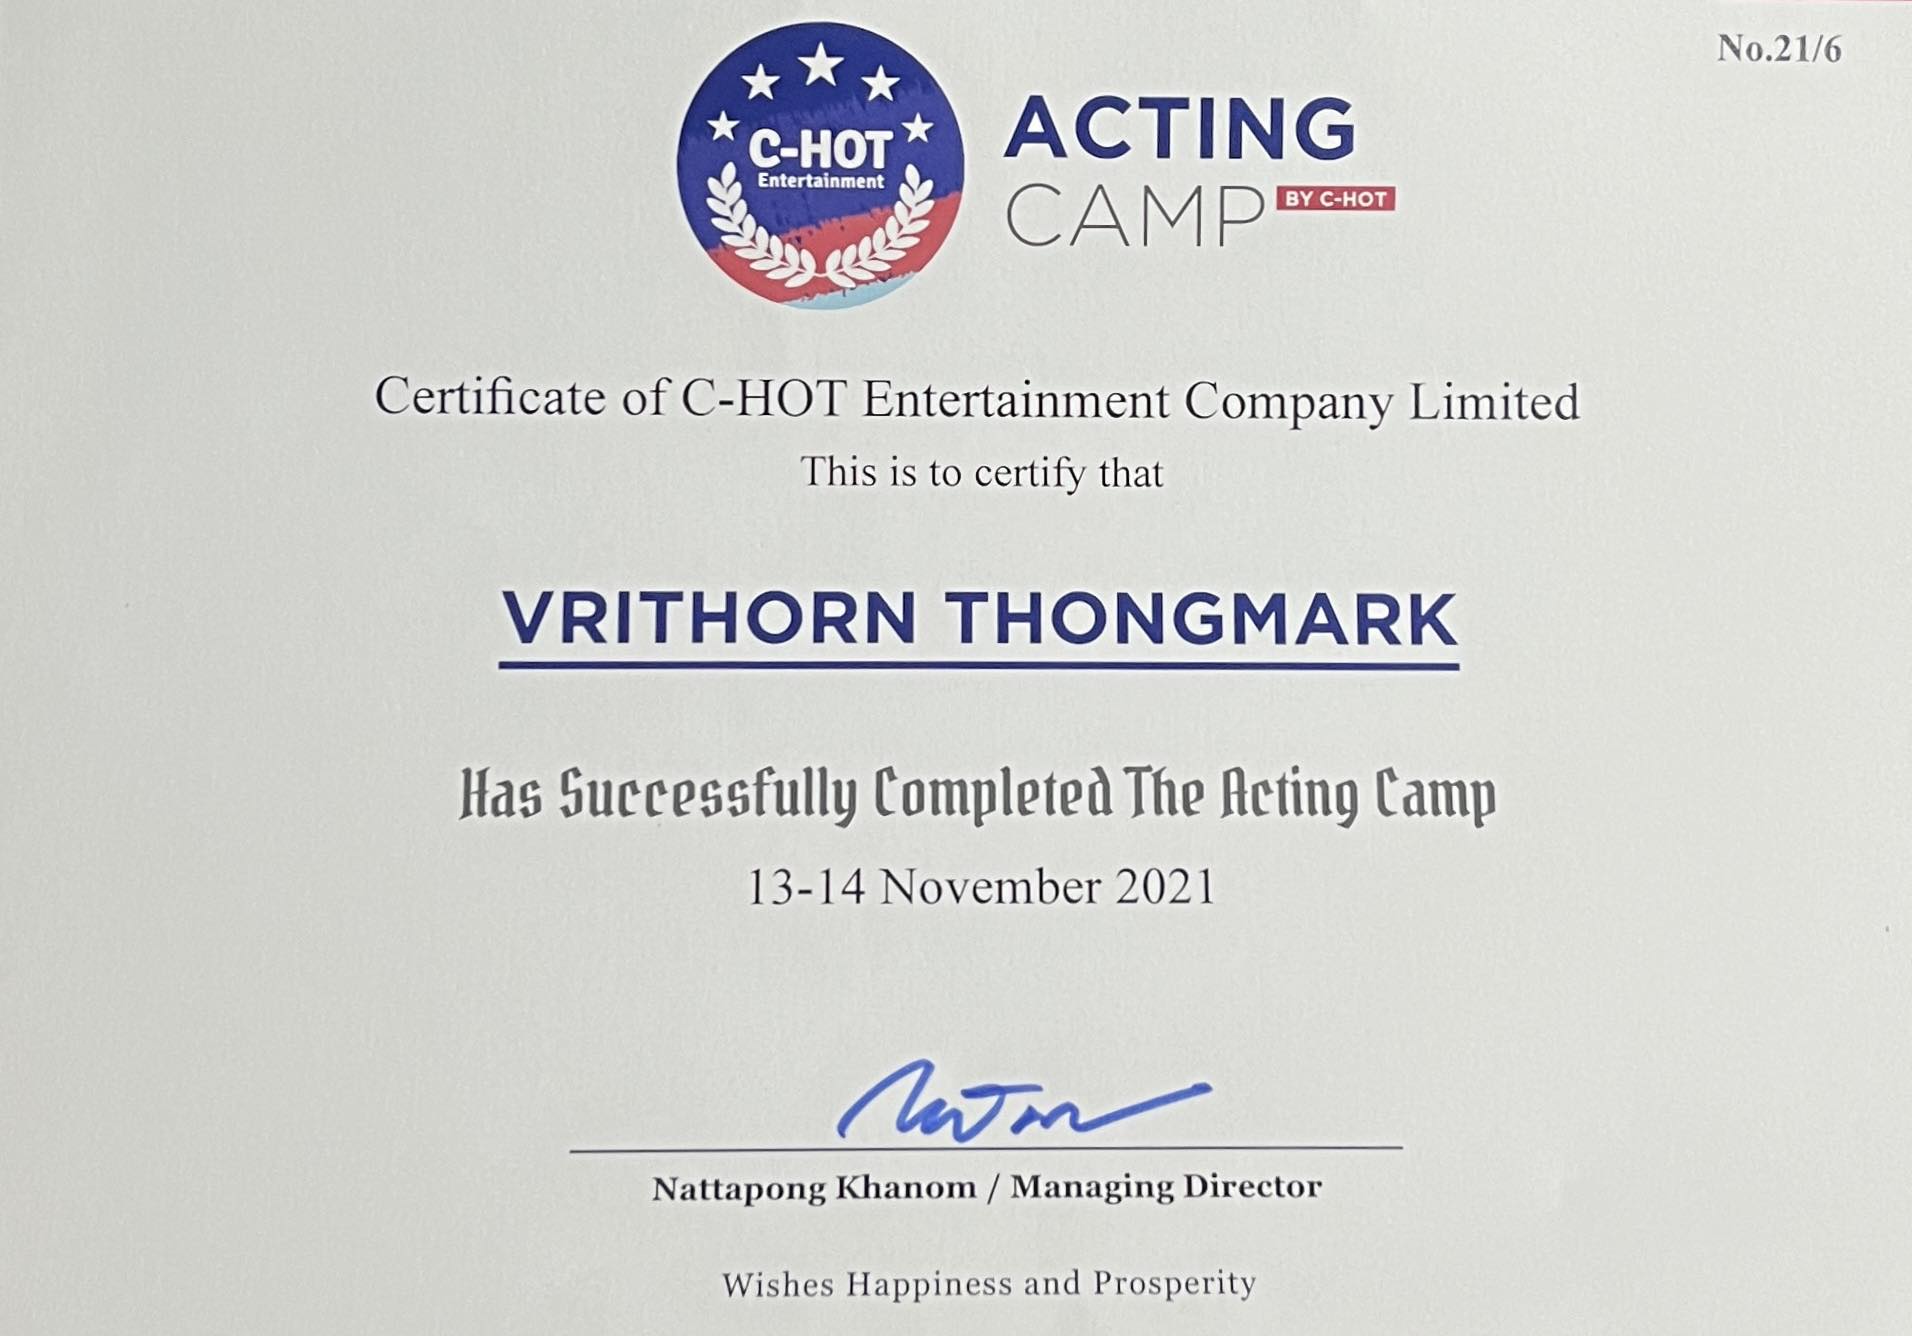 No.21/6
C-HOT
Entertainment
ACTING
CAMP BY C-HOT
Certificate of C-HOT Entertainment Company Limited
This is to certify that
VRITHORN THONGMARK
Has Successfully Completed The Acting Camp
13-14 November 2021
Nattapong Khanom / Managing Director
Wishes Happiness and Prosperity